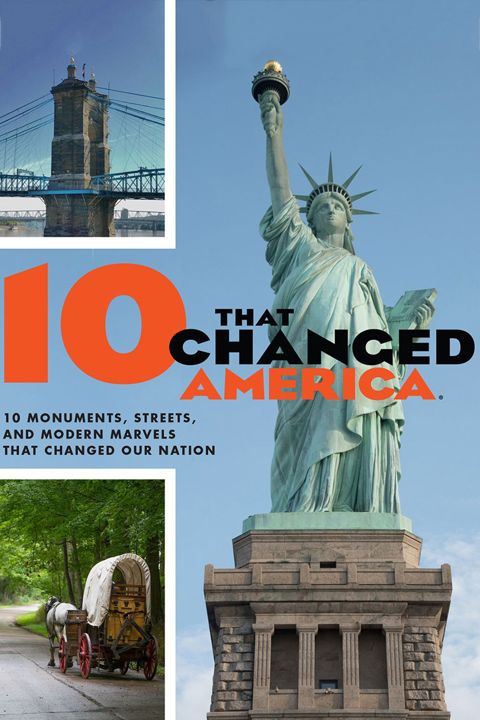 10 THAT
CHANGED
AMERICA.
10 MONUMENTS, STREETS,
AND MODERN MARVELS
THAT CHANGED OUR NATION